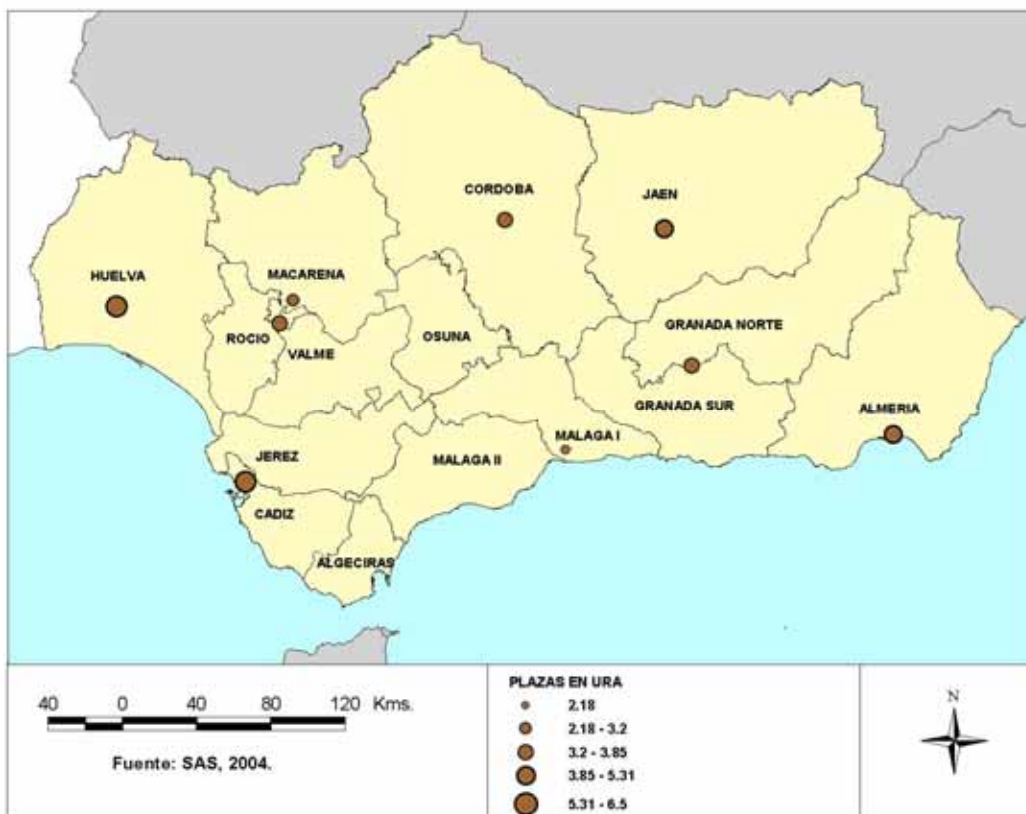 CORDOBA
JAEN
HUELVA
MACARENA
ROCIO
VALME
OSUNA
GRANADA NORTE
GRANADA SUR
ALMERIA
MALAGA I
MALAGA II
JEREZ
CADIZ
ALGECIRAS
40 0 40 80 120 Kms.
Fuente: SAS, 2004.
PLAZAS EN URA
2.18
2.18 - 3.2
3.2 - 3.85
3.85 - 5.31
5.31 - 6.5
N